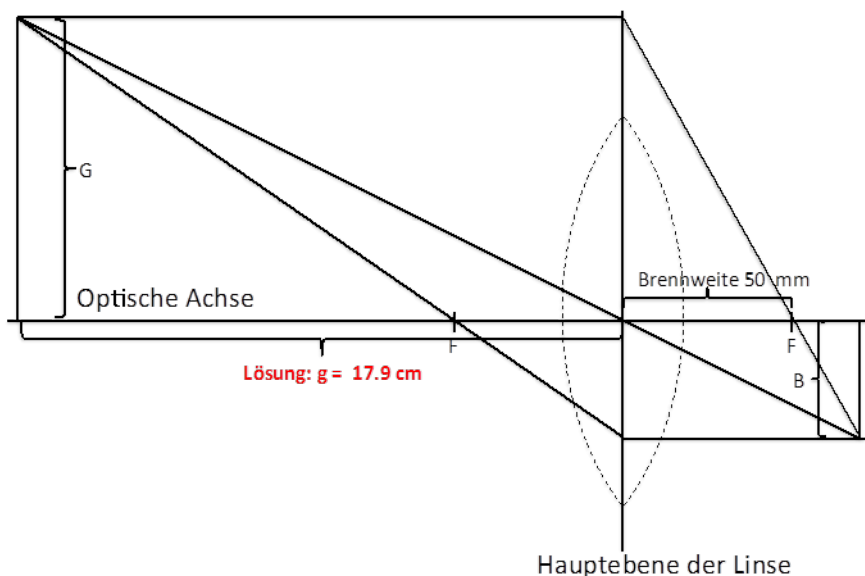 G
Brennweite 50 mm
Optische Achse
F
F
Lösung: g = 17.9 cm
B
Hauptebene der Linse